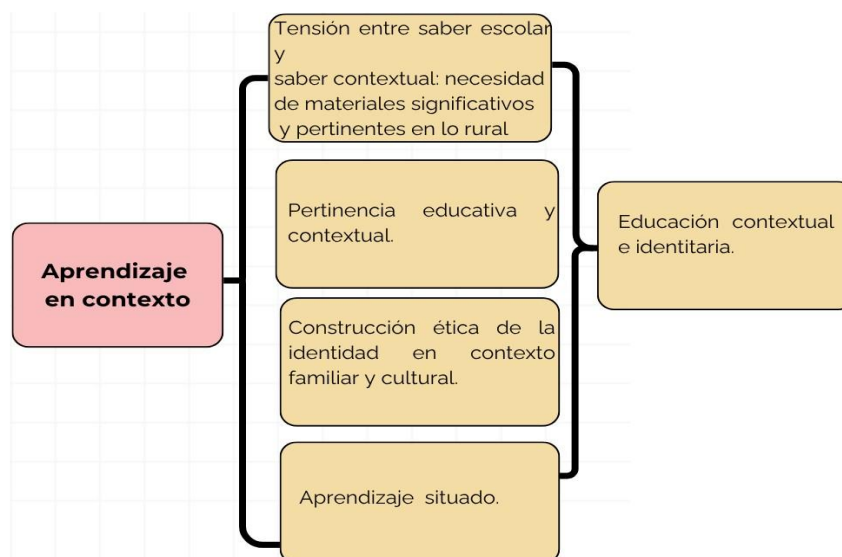 Tensión entre saber escolar
y
saber contextual: necesidad
de materiales significativos
y pertinentes en lo rural
Pertinencia educativa y
contextual.
Educación contextual
e identitaria.
Aprendizaje
en contexto
Construcción ética de la
identidad en contexto
familiar y cultural.
Aprendizaje situado.